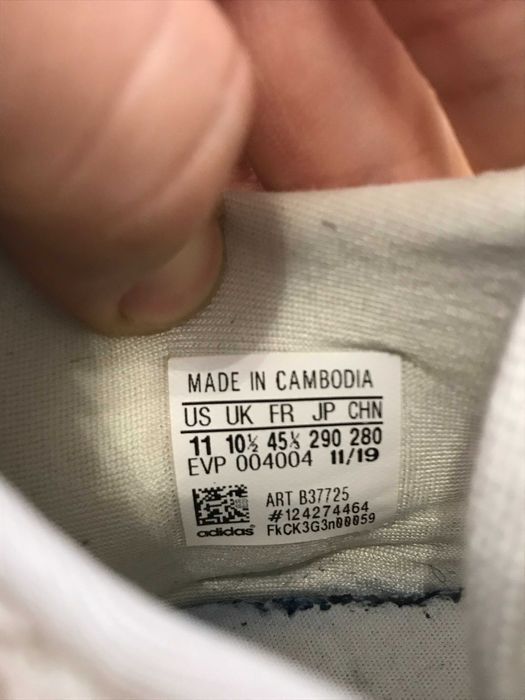 MADE IN CAMBODIA
US UK FR JP CHN
11 10½ 45⅓ 290 280
EVP 004004 11/19
ART B37725
#124274464
FkCK3G3n00059
adidas